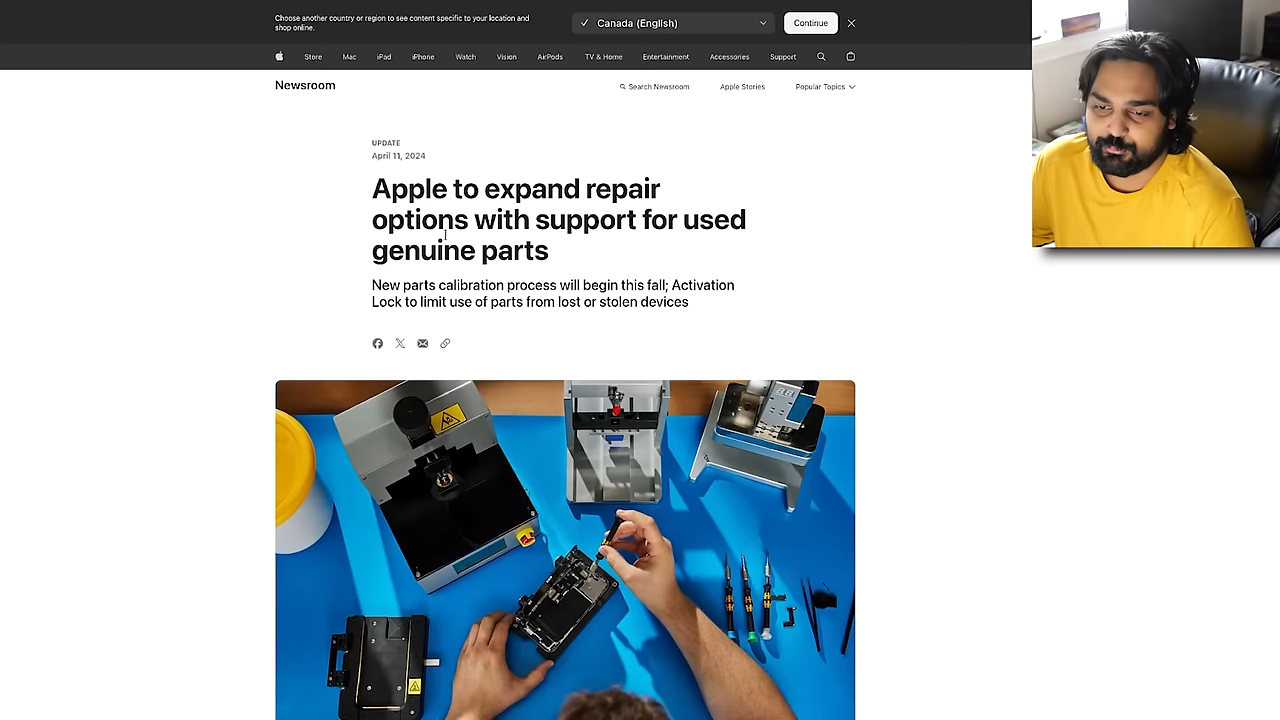 Choose another country or region to see content specific to your location and
shop online.
Canada (English)
Continue
Store Mac iPad iPhone Watch Vision AirPods TV & Home Entertainment Accessories Support
Newsroom
Search Newsroom Apple Stories Popular Topics
UPDATE
April 11, 2024
Apple to expand repair
options with support for used
genuine parts
New parts calibration process will begin this fall; Activation
Lock to limit use of parts from lost or stolen devices